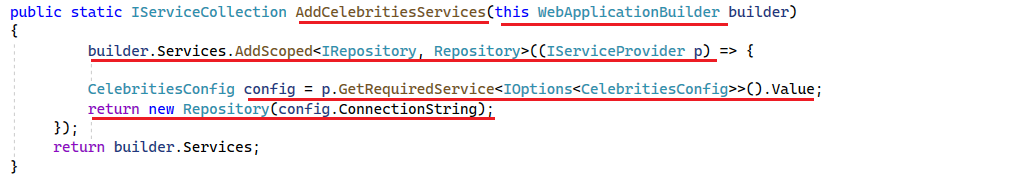 public static IServiceCollection AddCelebritiesServices(this WebApplicationBuilder builder)
{
builder.Services.AddScoped<IRepository, Repository>((IServiceProvider p) => {
CelebritiesConfig config = p.GetRequiredService<IOptions<CelebritiesConfig>>().Value;
return new Repository(config.ConnectionString);
});
return builder.Services;
}